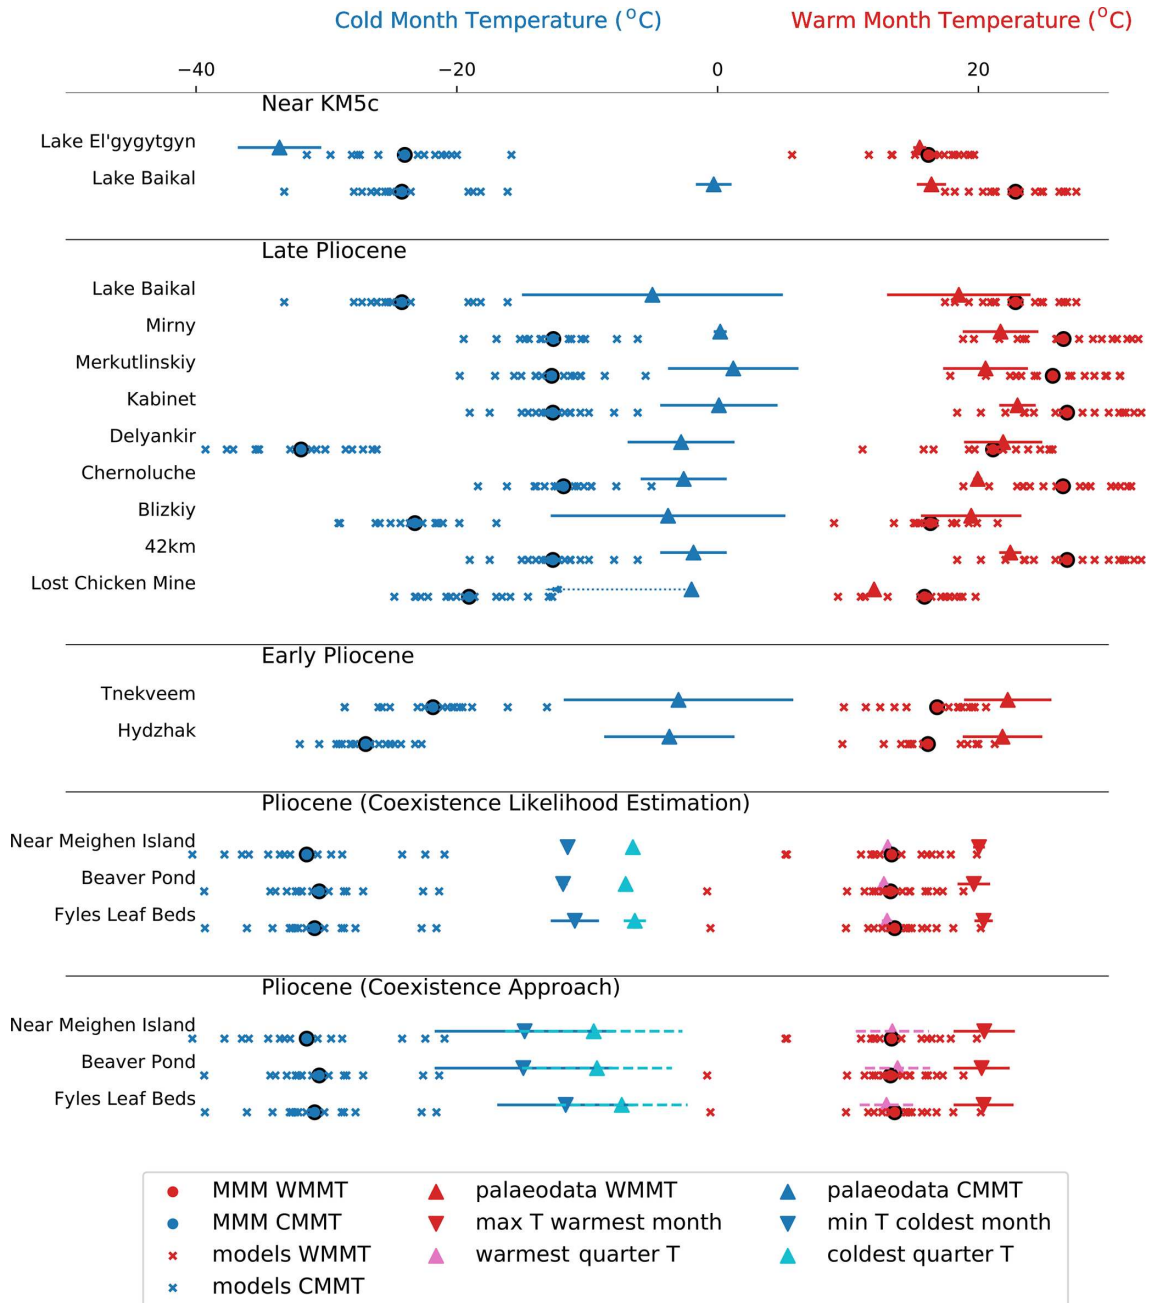 Cold Month Temperature (°C) Warm Month Temperature (°C)
−40 −20 0 20
Near KM5c
Lake El'gygytgyn
Lake Baikal
Late Pliocene
Lake Baikal
Mirny
Merkutlinskiy
Kabinet
Delyankir
Chernoluche
Blizkiy
42km
Lost Chicken Mine
Early Pliocene
Tnekveem
Hydzhak
Pliocene (Coexistence Likelihood Estimation)
Near Meighen Island
Beaver Pond
Fyles Leaf Beds
Pliocene (Coexistence Approach)
Near Meighen Island
Beaver Pond
Fyles Leaf Beds
MMM WMMT palaeodata WMMT palaeodata CMMT
MMM CMMT max T warmest month min T coldest month
models WMMT warmest quarter T coldest quarter T
models CMMT